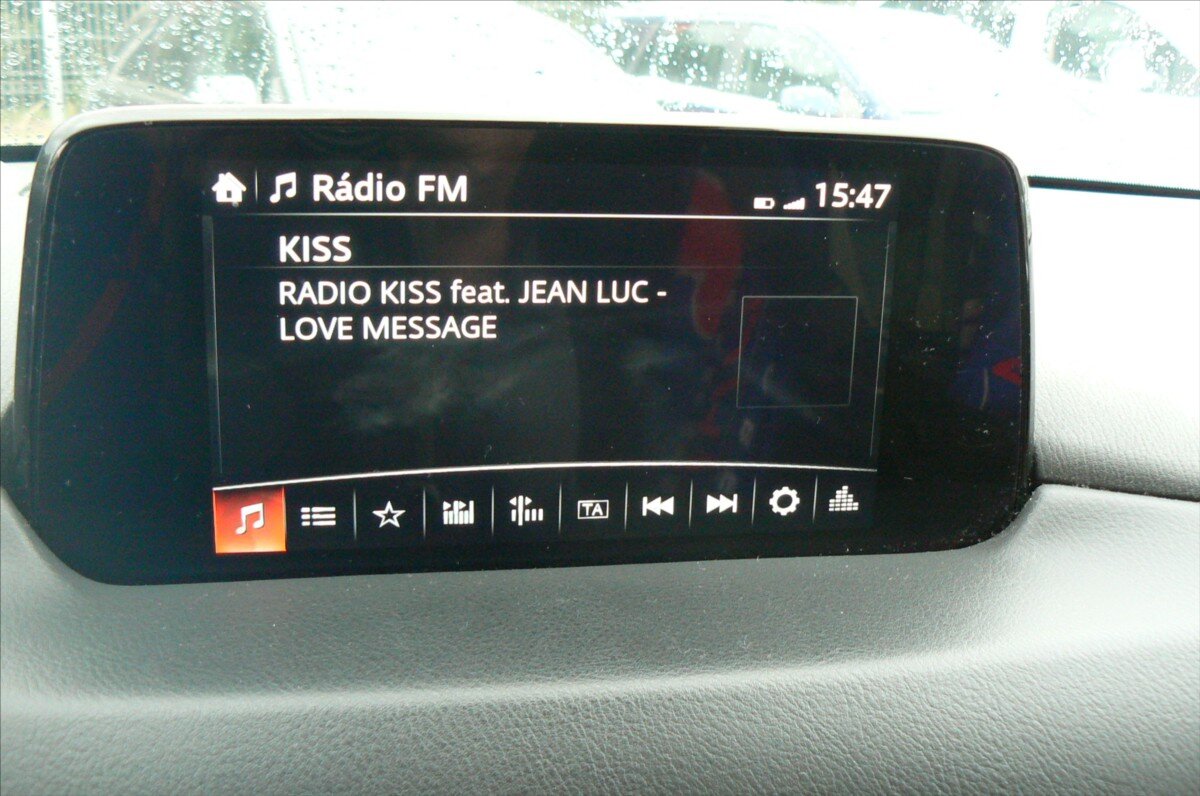 Rádio FM
15:47
KISS
RADIO KISS feat. JEAN LUC -
LOVE MESSAGE
TA